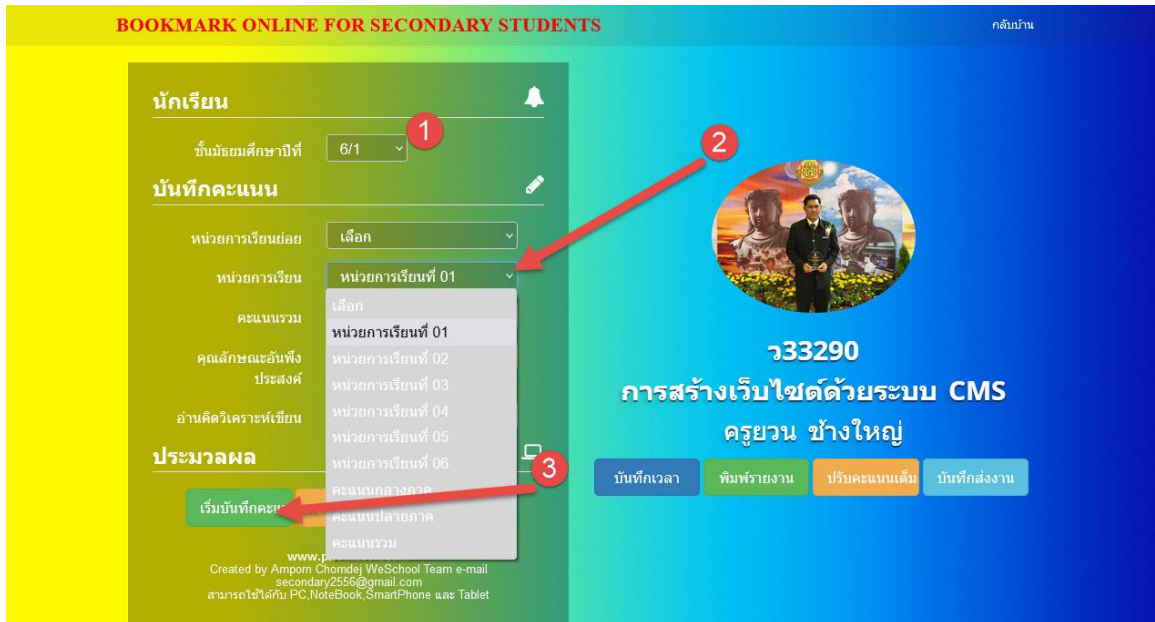 BOOKMARK ONLINE FOR SECONDARY STUDENTS
กลับบ้าน
นักเรียน
ชั้นมัธยมศึกษาปีที่ 6/1
1
2
บันทึกคะแนน
หน่วยการเรียนย่อย เลือก
หน่วยการเรียน หน่วยการเรียนที่ 01
เลือก
คะแนนรวม
หน่วยการเรียนที่ 01
คุณลักษณะอันพึง
ประสงค์
หน่วยการเรียนที่ 02
หน่วยการเรียนที่ 03
อ่านคิดวิเคราะห์เขียน
หน่วยการเรียนที่ 04
หน่วยการเรียนที่ 05
ประมวลผล
หน่วยการเรียนที่ 06
3
คะแนนกลางภาค
เริ่มบันทึก
คะแนนปลายภาค
คะแนนรวม
www.p
Created by Amporn Chomdej WeSchool Team e-mail
secondary2556@gmail.com
สามารถใช้ได้กับ PC,NoteBook,SmartPhone และ Tablet
ว33290
การสร้างเว็บไซต์ด้วยระบบ CMS
ครูยวน ช้างใหญ่
บันทึกเวลา พิมพ์รายงาน ปรับคะแนนเต็ม บันทึกส่งงาน